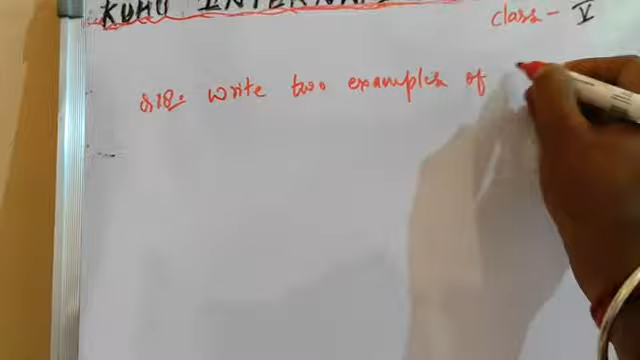 KUHU INTERNA
class - V
Q18. write two examples of